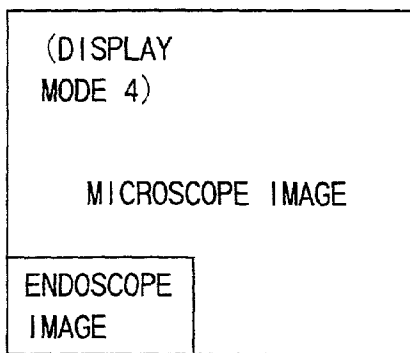 (DISPLAY
MODE 4)
MICROSCOPE IMAGE
ENDOSCOPE
IMAGE